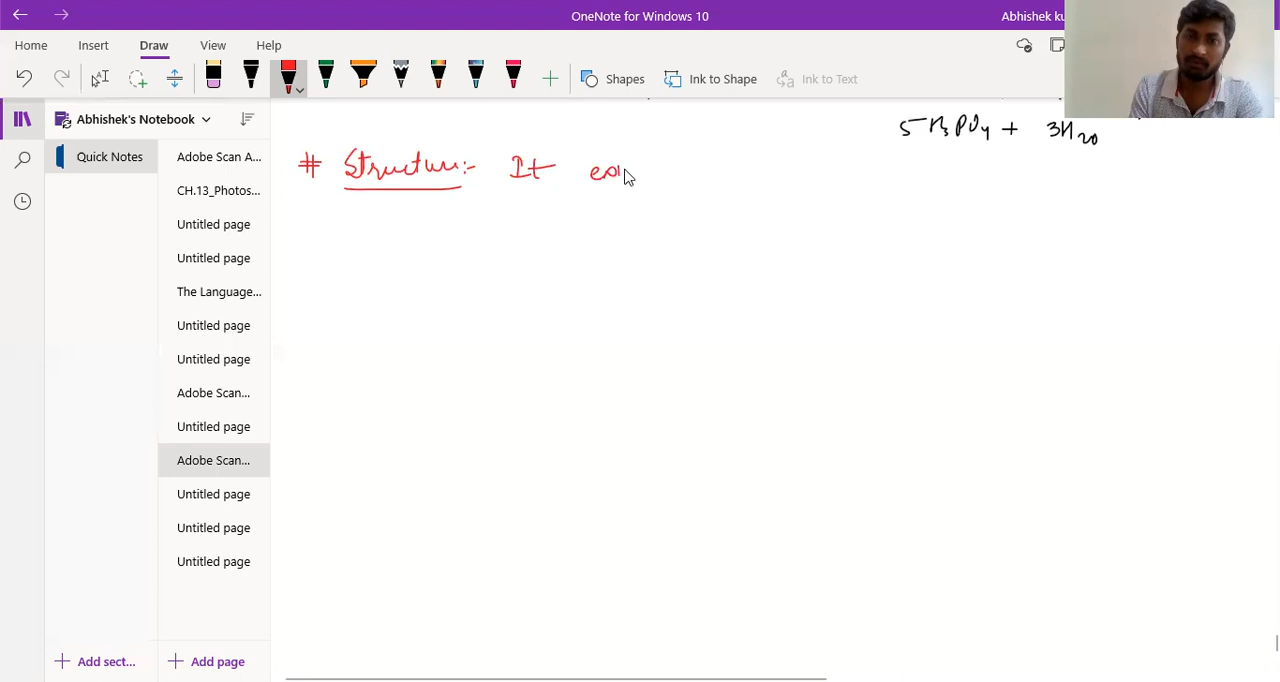 OneNote for Windows 10
Abhishek ku
Home Insert Draw View Help
Shapes Ink to Shape Ink to Text
Abhishek's Notebook
Quick Notes
Adobe Scan A...
CH.13_Photos...
Untitled page
Untitled page
The Language...
Untitled page
Untitled page
Adobe Scan...
Untitled page
Adobe Scan...
Untitled page
Untitled page
Untitled page
Add sect... Add page
5H3PO4 + 3H2O
# Structure:- It